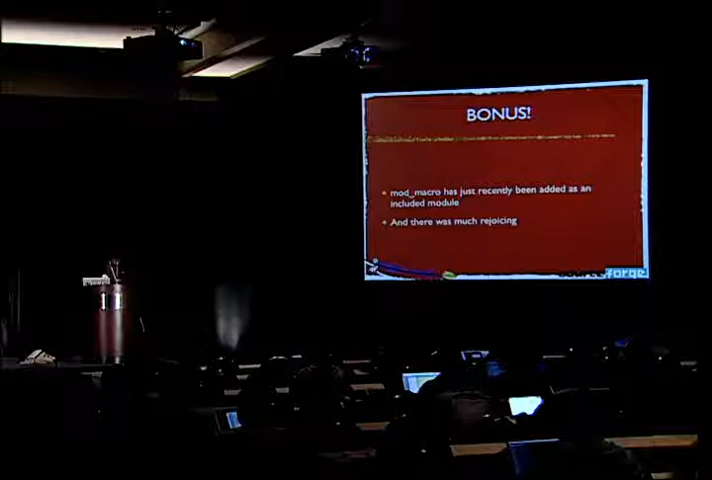 BONUS!
mod_macro has just recently been added as an
included module
And there was much rejoicing
sourceforge